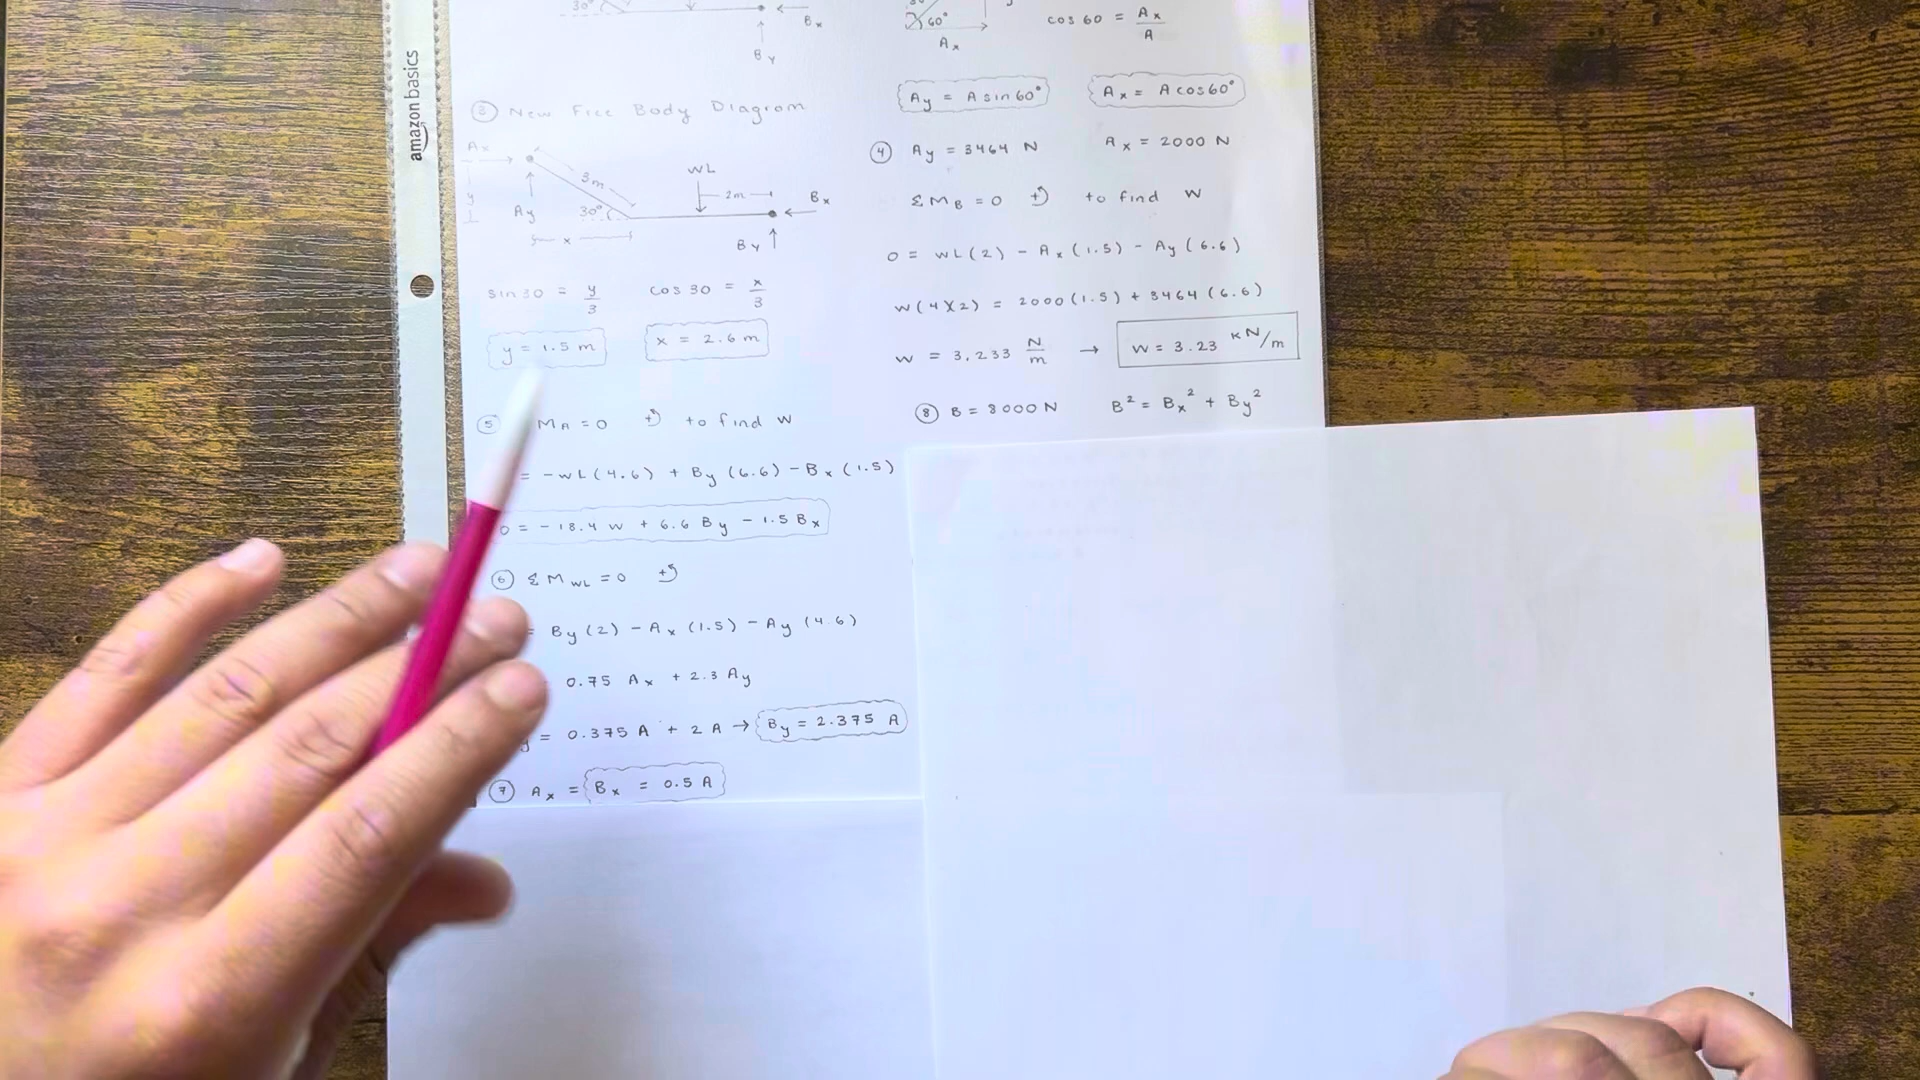 amazon basics
30°
Bx
By
60°
Ax
cos 60 = Ax / A
Ay = A sin 60°
Ax = A cos 60°
③ New Free Body Diagram
Ax
y
Ay
3m
30°
x
WL
2m
Bx
By
sin 30 = y / 3
cos 30 = x / 3
y = 1.5 m
x = 2.6 m
④ Ay = 3464 N
Ax = 2000 N
ΣMB = 0 + to find w
0 = wL(2) - Ax(1.5) - Ay(6.6)
w(4)(2) = 2000(1.5) + 3464(6.6)
w = 3,233 N/m → w = 3.23 kN/m
⑤ MA = 0 + to find w
= -wL(4.6) + By(6.6) - Bx(1.5)
0 = -18.4 w + 6.6 By - 1.5 Bx
⑥ ΣMWL = 0 +
= By(2) - Ax(1.5) - Ay(4.6)
0.75 Ax + 2.3 Ay
y = 0.375 A + 2 A → By = 2.375 A
⑦ Ax = Bx = 0.5 A
⑧ B = 8000 N
B² = Bx² + By²